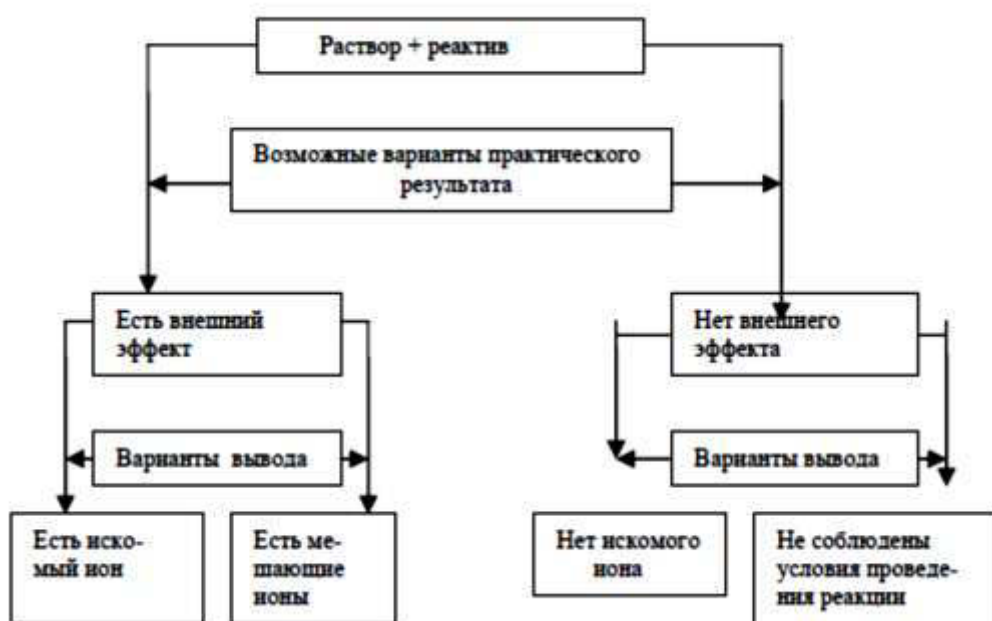 Раствор + реактив
Возможные варианты практического
результата
Есть внешний
эффект
Нет внешнего
эффекта
Варианты вывода
Варианты вывода
Есть иско-
мый ион
Есть ме-
шающие
ионы
Нет искомого
иона
Не соблюдены
условия проведе-
ния реакции